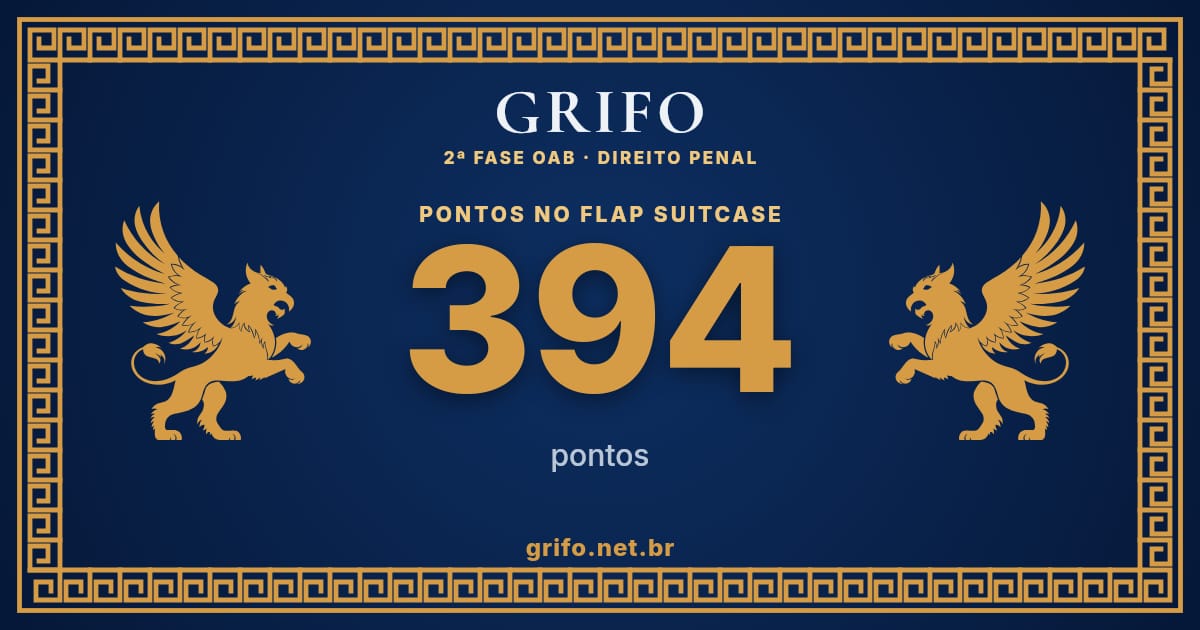 GRIFO
2ª FASE OAB · DIREITO PENAL
PONTOS NO FLAP SUITCASE
394
pontos
grifo.net.br